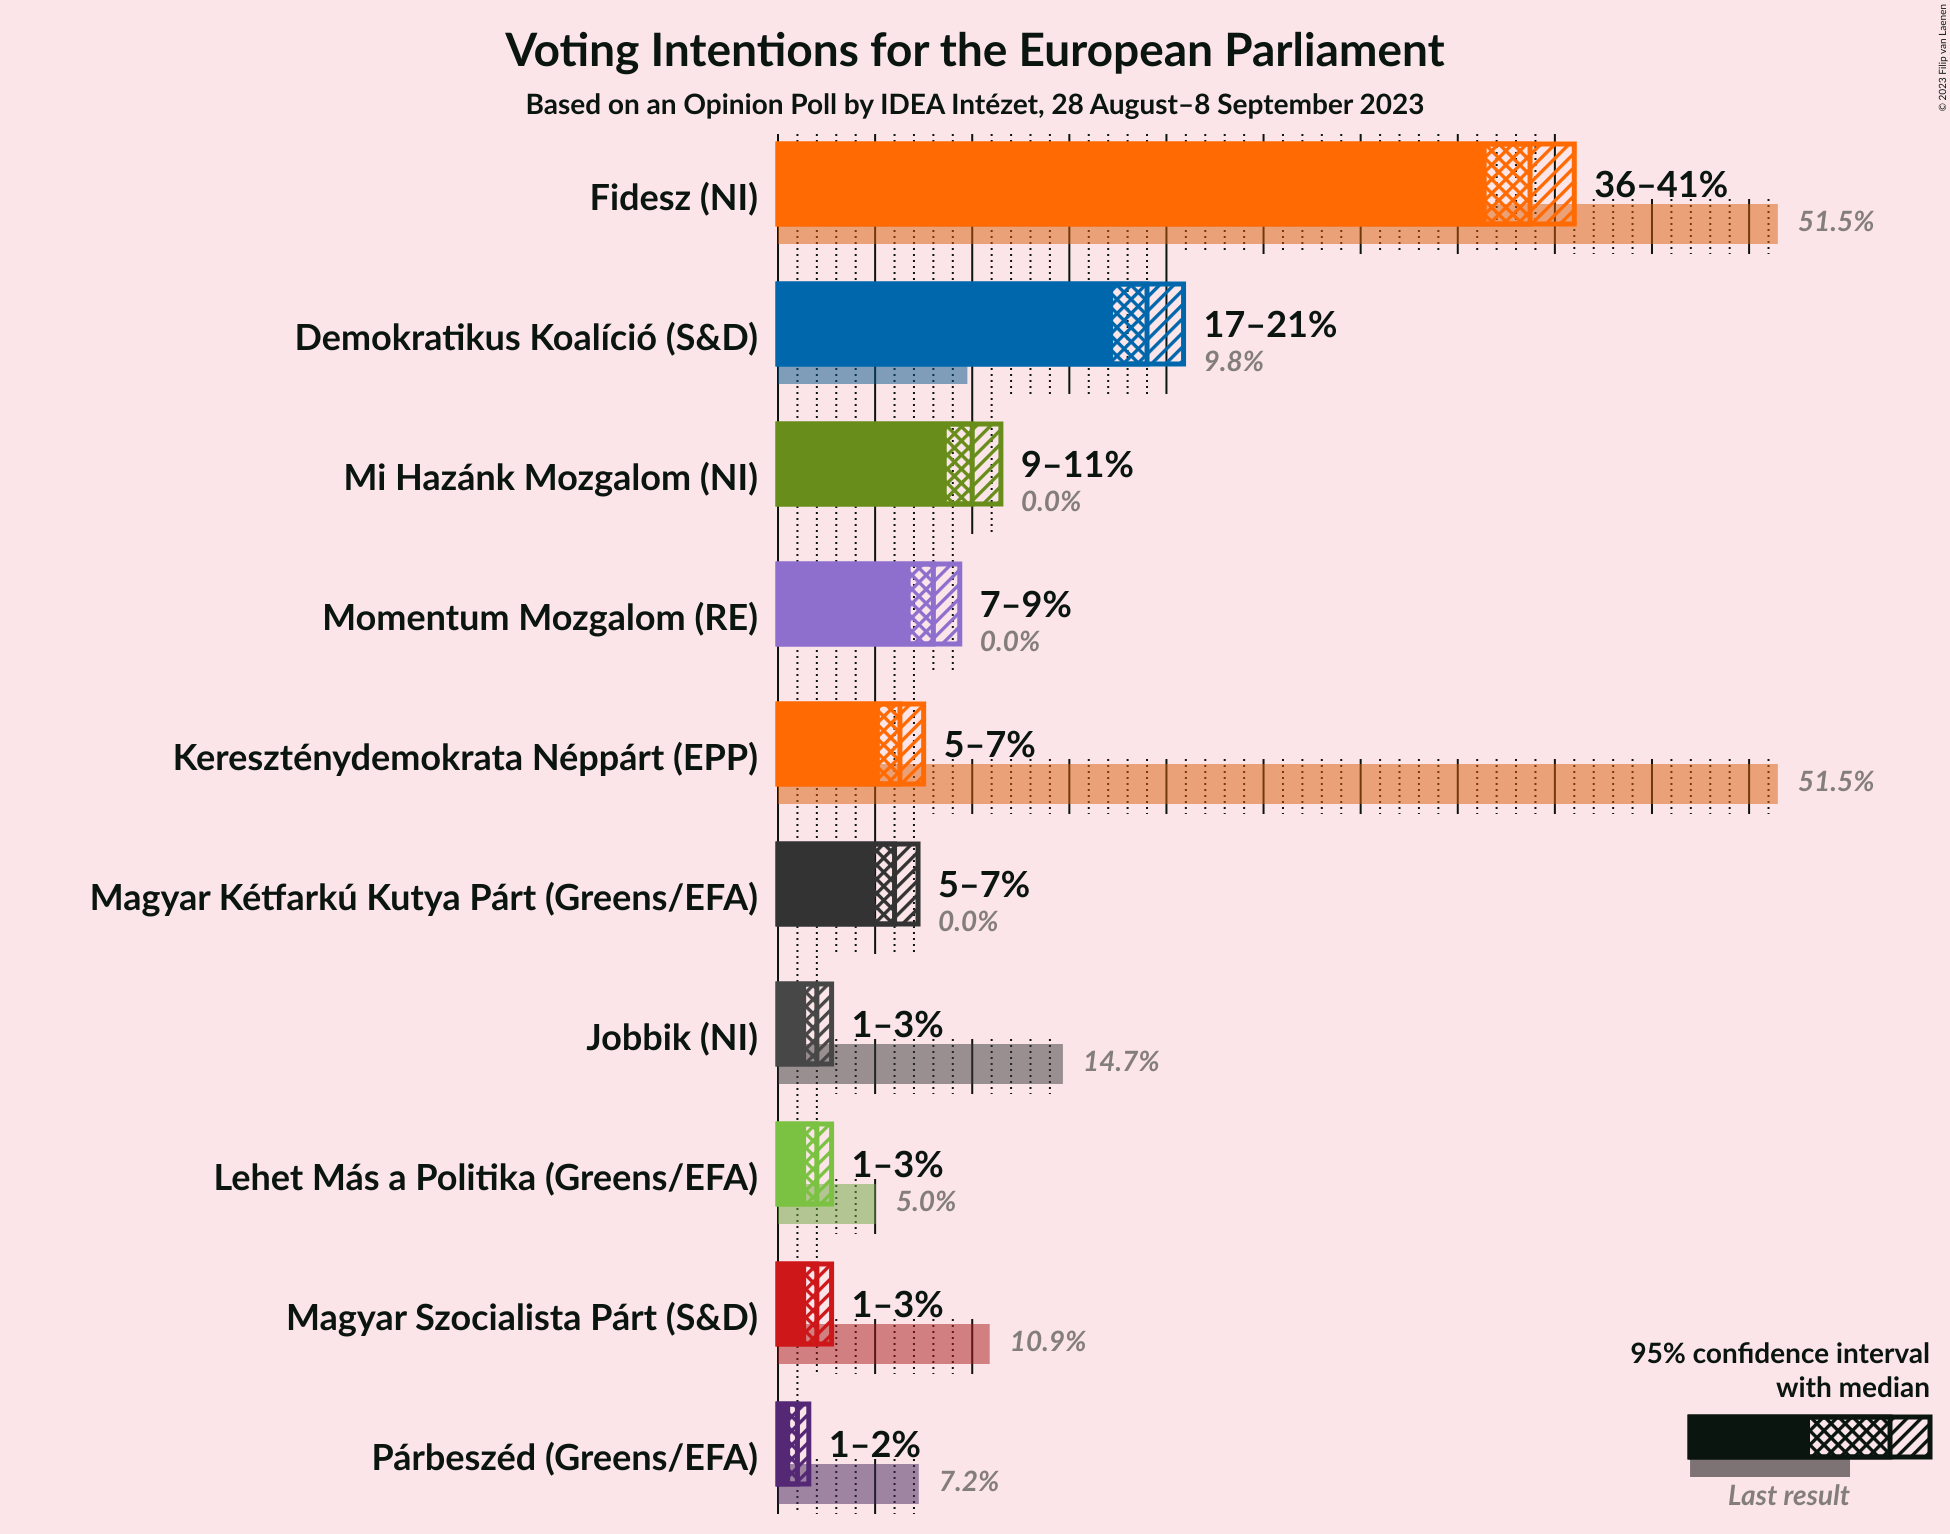 Voting Intentions for the European Parliament
Based on an Opinion Poll by IDEA Intézet, 28 August–8 September 2023
© 2023 Filip van Laenen
Fidesz (NI)
36–41%
51.5%
Demokratikus Koalíció (S&D)
17–21%
9.8%
Mi Hazánk Mozgalom (NI)
9–11%
0.0%
Momentum Mozgalom (RE)
7–9%
0.0%
Kereszténydemokrata Néppárt (EPP)
5–7%
51.5%
Magyar Kétfarkú Kutya Párt (Greens/EFA)
5–7%
0.0%
Jobbik (NI)
1–3%
14.7%
Lehet Más a Politika (Greens/EFA)
1–3%
5.0%
Magyar Szocialista Párt (S&D)
1–3%
10.9%
Párbeszéd (Greens/EFA)
1–2%
7.2%
95% confidence interval
with median
Last result